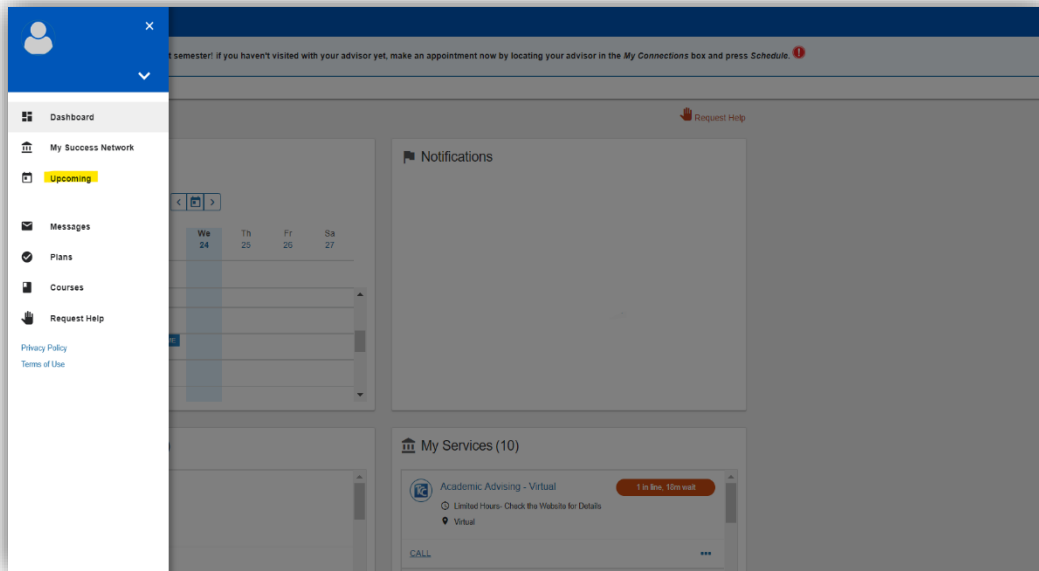 t semester! if you haven't visited with your advisor yet, make an appointment now by locating your advisor in the My Connections box and press Schedule.
Dashboard
My Success Network
Upcoming
Messages
Plans
Courses
Request Help
Privacy Policy
Terms of Use
Request Help
Notifications
We Th Fr Sa
24 25 26 27
My Services (10)
Academic Advising - Virtual
1 in line, 10m wait
Limited Hours- Check the Website for Details
Virtual
CALL